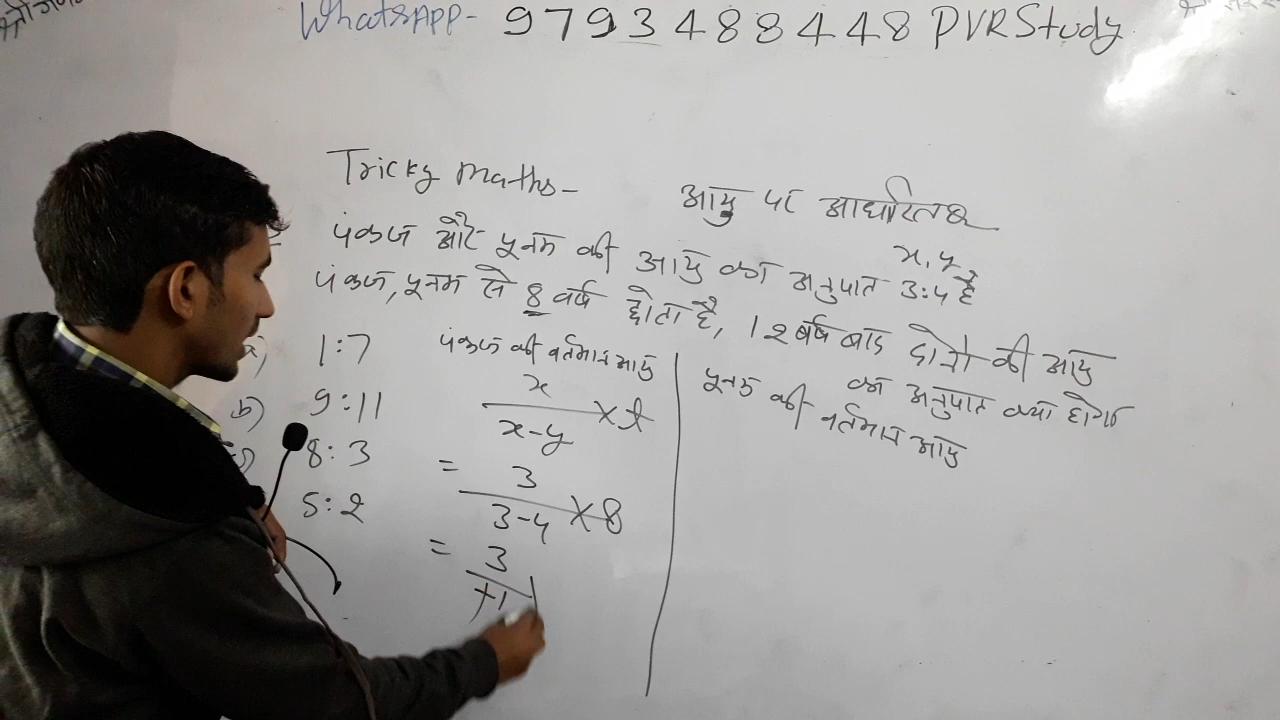 WhatsAPP- 9793488448 PVRStudy
Tricky maths-
आयु पर आधारित
पंकज और पूनम की आयु का अनुपात 3:4 है
x, y
पंकज, पूनम से 8 वर्ष छोटा है, 12 वर्ष बाद दोनो की आयु
का अनुपात क्या होगा
1:7
b) 9:11
8:3
5:2
पंकज की वर्तमान आयु
x
x-y
= 3
3-4 ×8
= 3
+1
पूनम की वर्तमान आयु